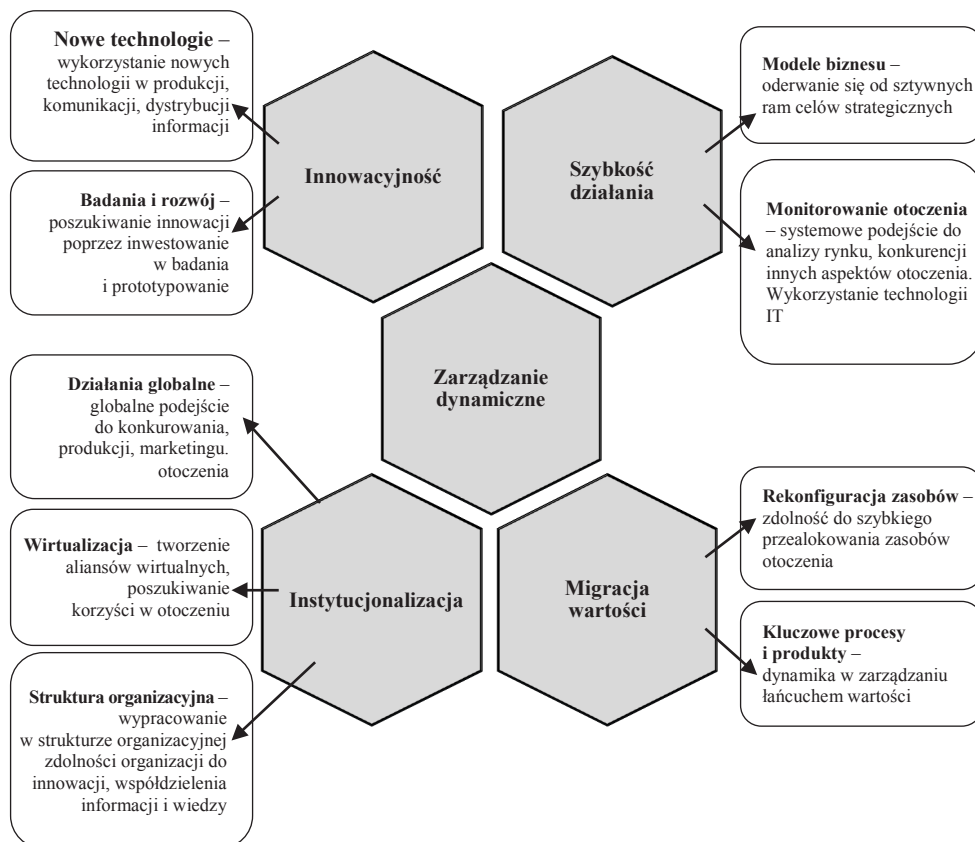 Nowe technologie –
wykorzystanie nowych
technologii w produkcji,
komunikacji, dystrybucji
informacji
Badania i rozwój –
poszukiwanie innowacji
poprzez inwestowanie
w badania
i prototypowanie
Innowacyjność
Szybkość
działania
Modele biznesu –
oderwanie się od sztywnych
ram celów strategicznych
Monitorowanie otoczenia
– systemowe podejście do
analizy rynku, konkurencji
innych aspektów otoczenia.
Wykorzystanie technologii
IT
Zarządzanie
dynamiczne
Działania globalne –
globalne podejście
do konkurowania,
produkcji, marketingu.
otoczenia
Wirtualizacja – tworzenie
aliansów wirtualnych,
poszukiwanie
korzyści w otoczeniu
Struktura organizacyjna –
wypracowanie
w strukturze organizacyjnej
zdolności organizacji do
innowacji, współdzielenia
informacji i wiedzy
Instytucjonalizacja
Migracja
wartości
Rekonfiguracja zasobów –
zdolność do szybkiego
przealokowania zasobów
otoczenia
Kluczowe procesy
i produkty –
dynamika w zarządzaniu
łańcuchem wartości